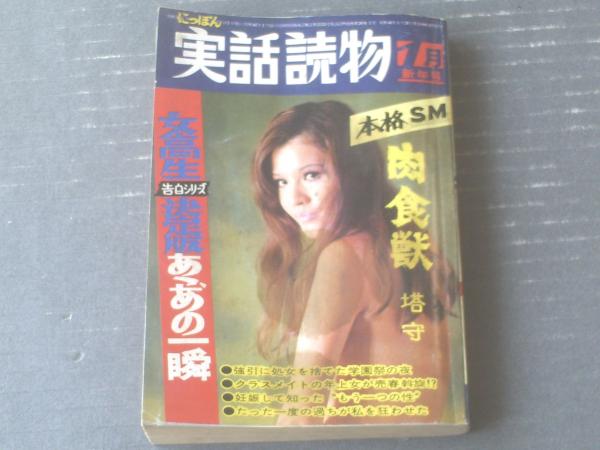 にっぽん
実話読物
1月
新年号
本格SM
肉食獣
塔守
女高生
告白シリーズ
あゝあの一瞬
●強引に処女を捨てた学園祭の夜
●クラスメイトの年上女が売春斡旋!?
●妊娠して知った"もう一つの性"
●たった一度の過ちが私を狂わせた